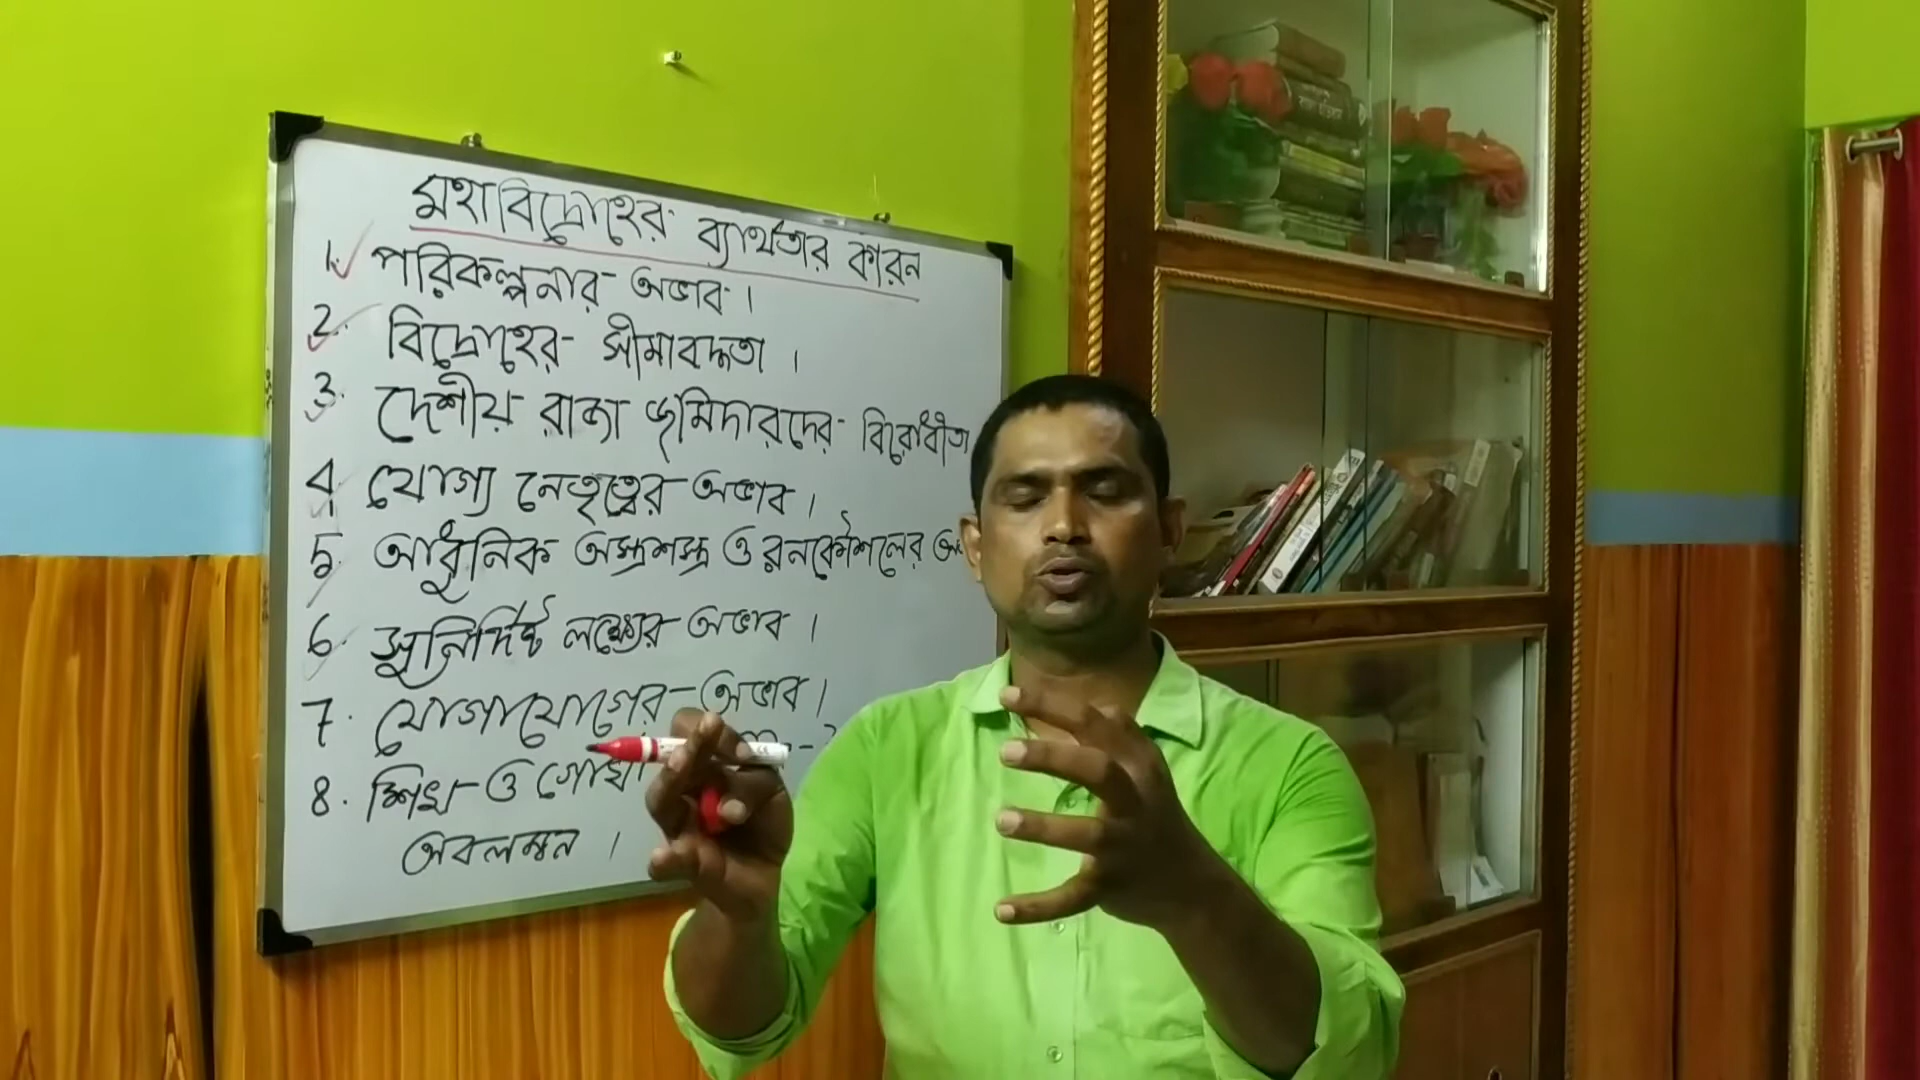 মহাবিদ্রোহের ব্যার্থতার কারন
1. পরিকল্পনার অভাব।
2. বিদ্রোহের সীমাবদ্ধতা।
3. দেশীয় রাজা জমিদারদের বিরোধীতা
4. যোগ্য নেতৃত্বের অভাব।
5. আধুনিক অস্ত্রশস্ত্র ও রনকৌশলের
6. সুনির্দিষ্ট লক্ষ্যের অভাব।
7. যোগাযোগের অভাব।
8. শিখ ও গোর্খা
অবলম্বন।